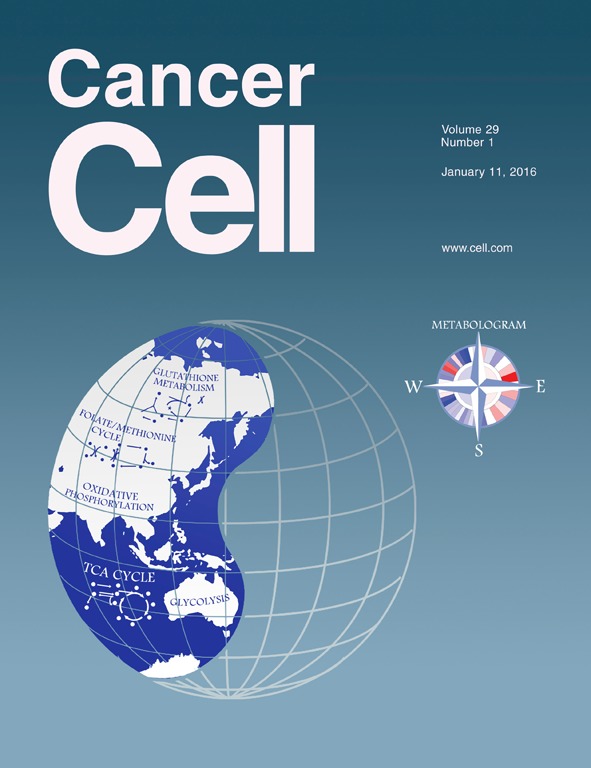 Cancer
Cell
Volume 29
Number 1
January 11, 2016
www.cell.com
METABOLOGRAM
W
E
S
GLUTATHIONE
METABOLISM
FOLATE/METHIONINE
CYCLE
OXIDATIVE
PHOSPHORYLATION
TCA CYCLE
GLYCOLYSIS